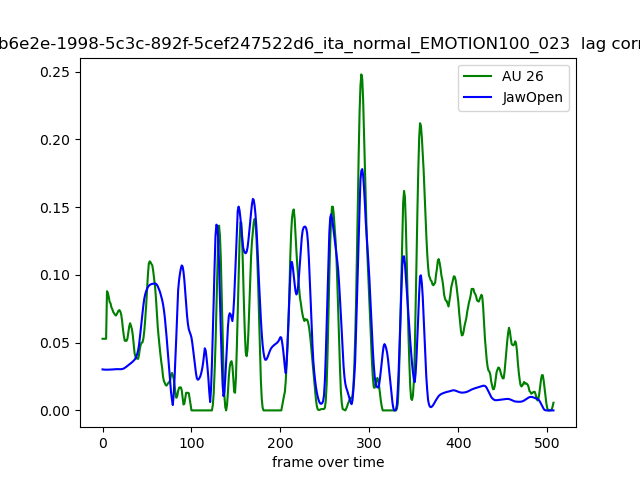 b6e2e-1998-5c3c-892f-5cef247522d6_ita_normal_EMOTION100_023 lag corr
0.25
AU 26
JawOpen
0.20
0.15
0.10
0.05
0.00
0 100 200 300 400 500
frame over time